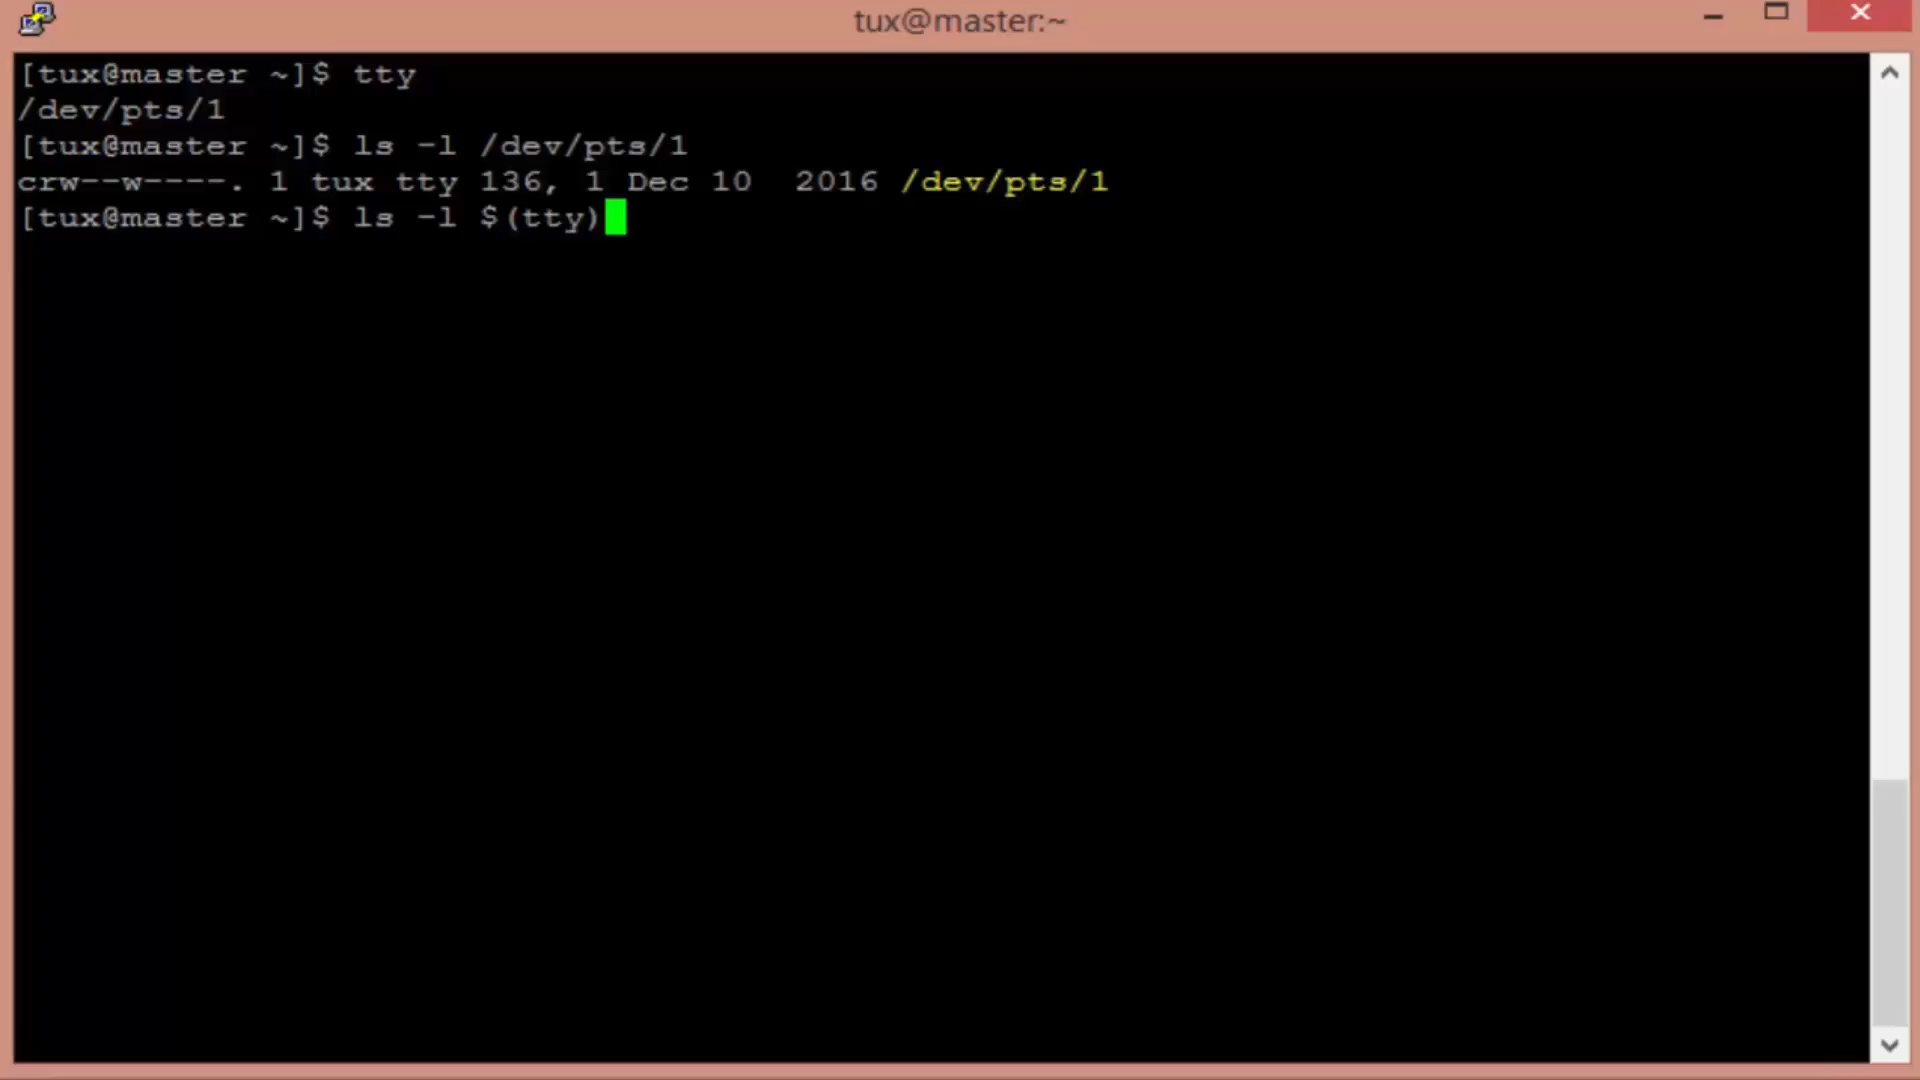 tux@master:~
[tux@master ~]$ tty
/dev/pts/1
[tux@master ~]$ ls -l /dev/pts/1
crw--w----. 1 tux tty 136, 1 Dec 10  2016 /dev/pts/1
[tux@master ~]$ ls -l $(tty)